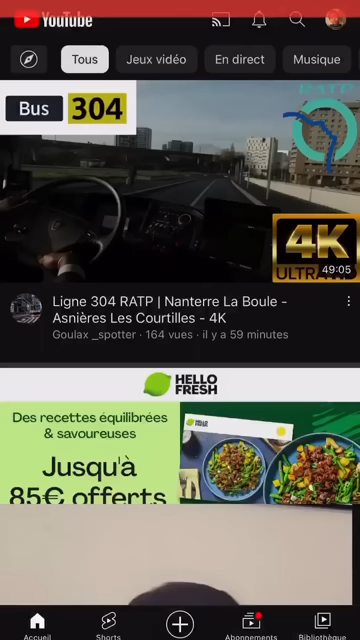 YouTube
Tous
Jeux vidéo
En direct
Musique
Bus 304
RATP
4K
ULTRA
49:05
Ligne 304 RATP | Nanterre La Boule -
Asnières Les Courtilles - 4K
Goulax _spotter · 164 vues · il y a 59 minutes
HELLO
FRESH
Des recettes équilibrées
& savoureuses
Jusqu'à
85€ offerts
Accueil
Shorts
Abonnements
Bibliothèque